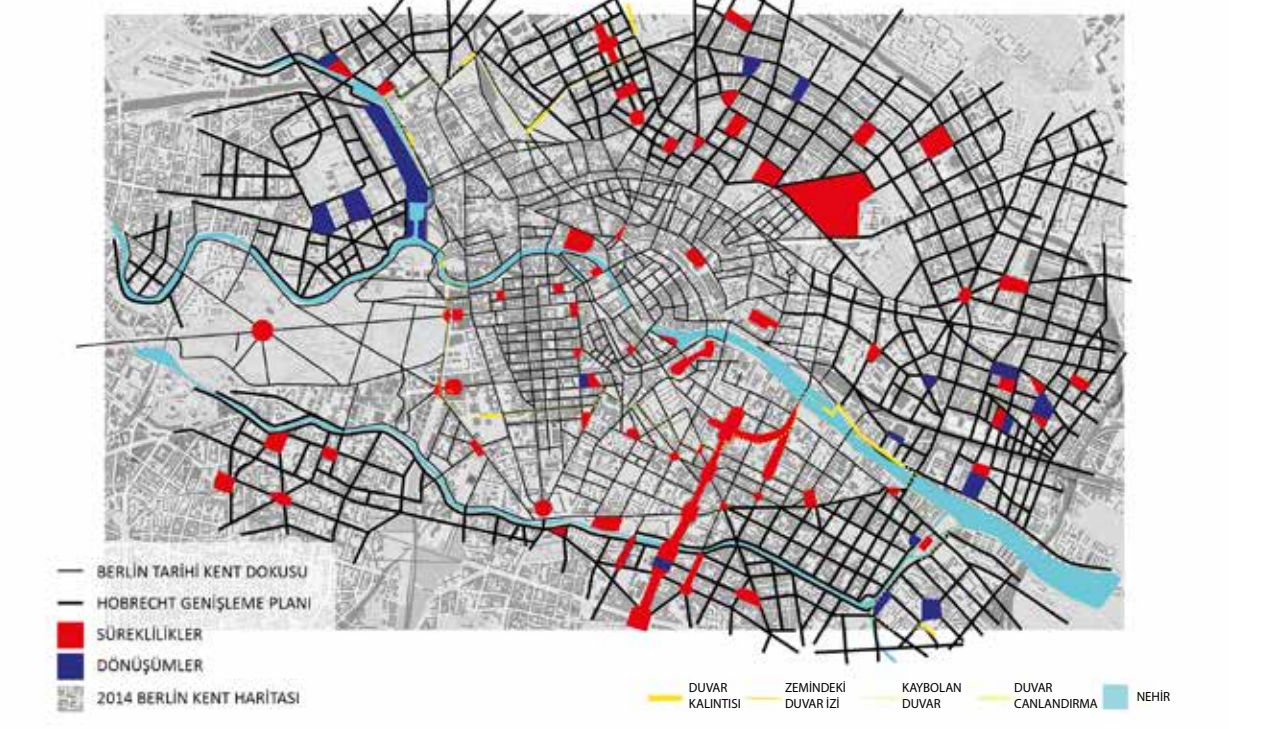 BERLİN TARİHİ KENT DOKUSU
HOBRECHT GENİŞLEME PLANI
SÜREKLİLİKLER
DÖNÜŞÜMLER
2014 BERLİN KENT HARİTASI
DUVAR
KALINTISI
ZEMİNDEKİ
DUVAR İZİ
KAYBOLAN
DUVAR
DUVAR
CANLANDIRMA
NEHİR